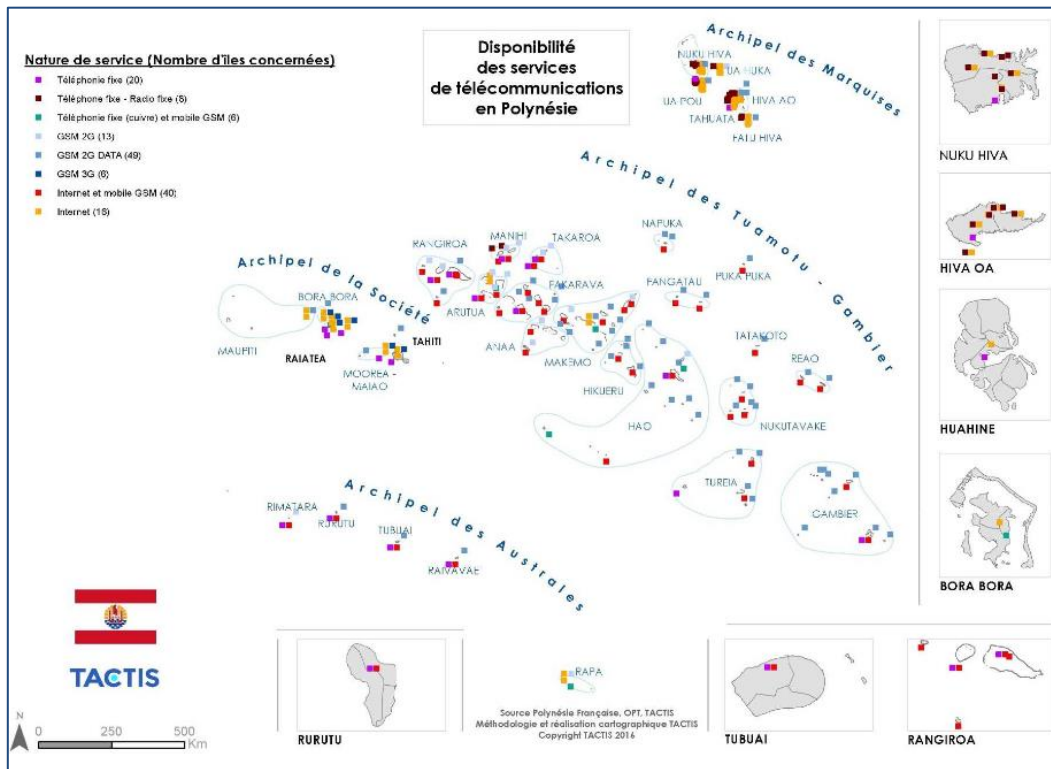 Disponibilité
des services
de télécommunications
en Polynésie
Nature de service (Nombre d'îles concernées)
Téléphonie fixe (20)
Téléphone fixe - Radio fixe (5)
Téléphonie fixe (cuivre) et mobile GSM (6)
GSM 2G (13)
GSM 2G DATA (49)
GSM 3G (6)
Internet et mobile GSM (40)
Internet (16)
Archipel des Marquises
NUKU HIVA
UA HUKA
UA POU
HIVA AO
TAHUATA
FATU HIVA
Archipel des Tuamotu - Gambier
NAPUKA
MANIHI
TAKAROA
RANGIROA
PUKA PUKA
FAKARAVA
FANGATAU
ARUTUA
ANAA
MAKEMO
TATAKOTO
REAO
HIKUERU
HAO
NUKUTAVAKE
TUREIA
GAMBIER
Archipel de la Société
BORA BORA
MAUPITI
RAIATEA
TAHITI
MOOREA -
MAIAO
Archipel des Australes
RIMATARA
RURUTU
TUBUAI
RAIVAVAE
NUKU HIVA
HIVA OA
HUAHINE
BORA BORA
TACTIS
N
0 250 500
Km
RURUTU
RAPA
Source Polynésie Française, OPT, TACTIS
Méthodologie et réalisation cartographique TACTIS
Copyright TACTIS 2016
TUBUAI
RANGIROA